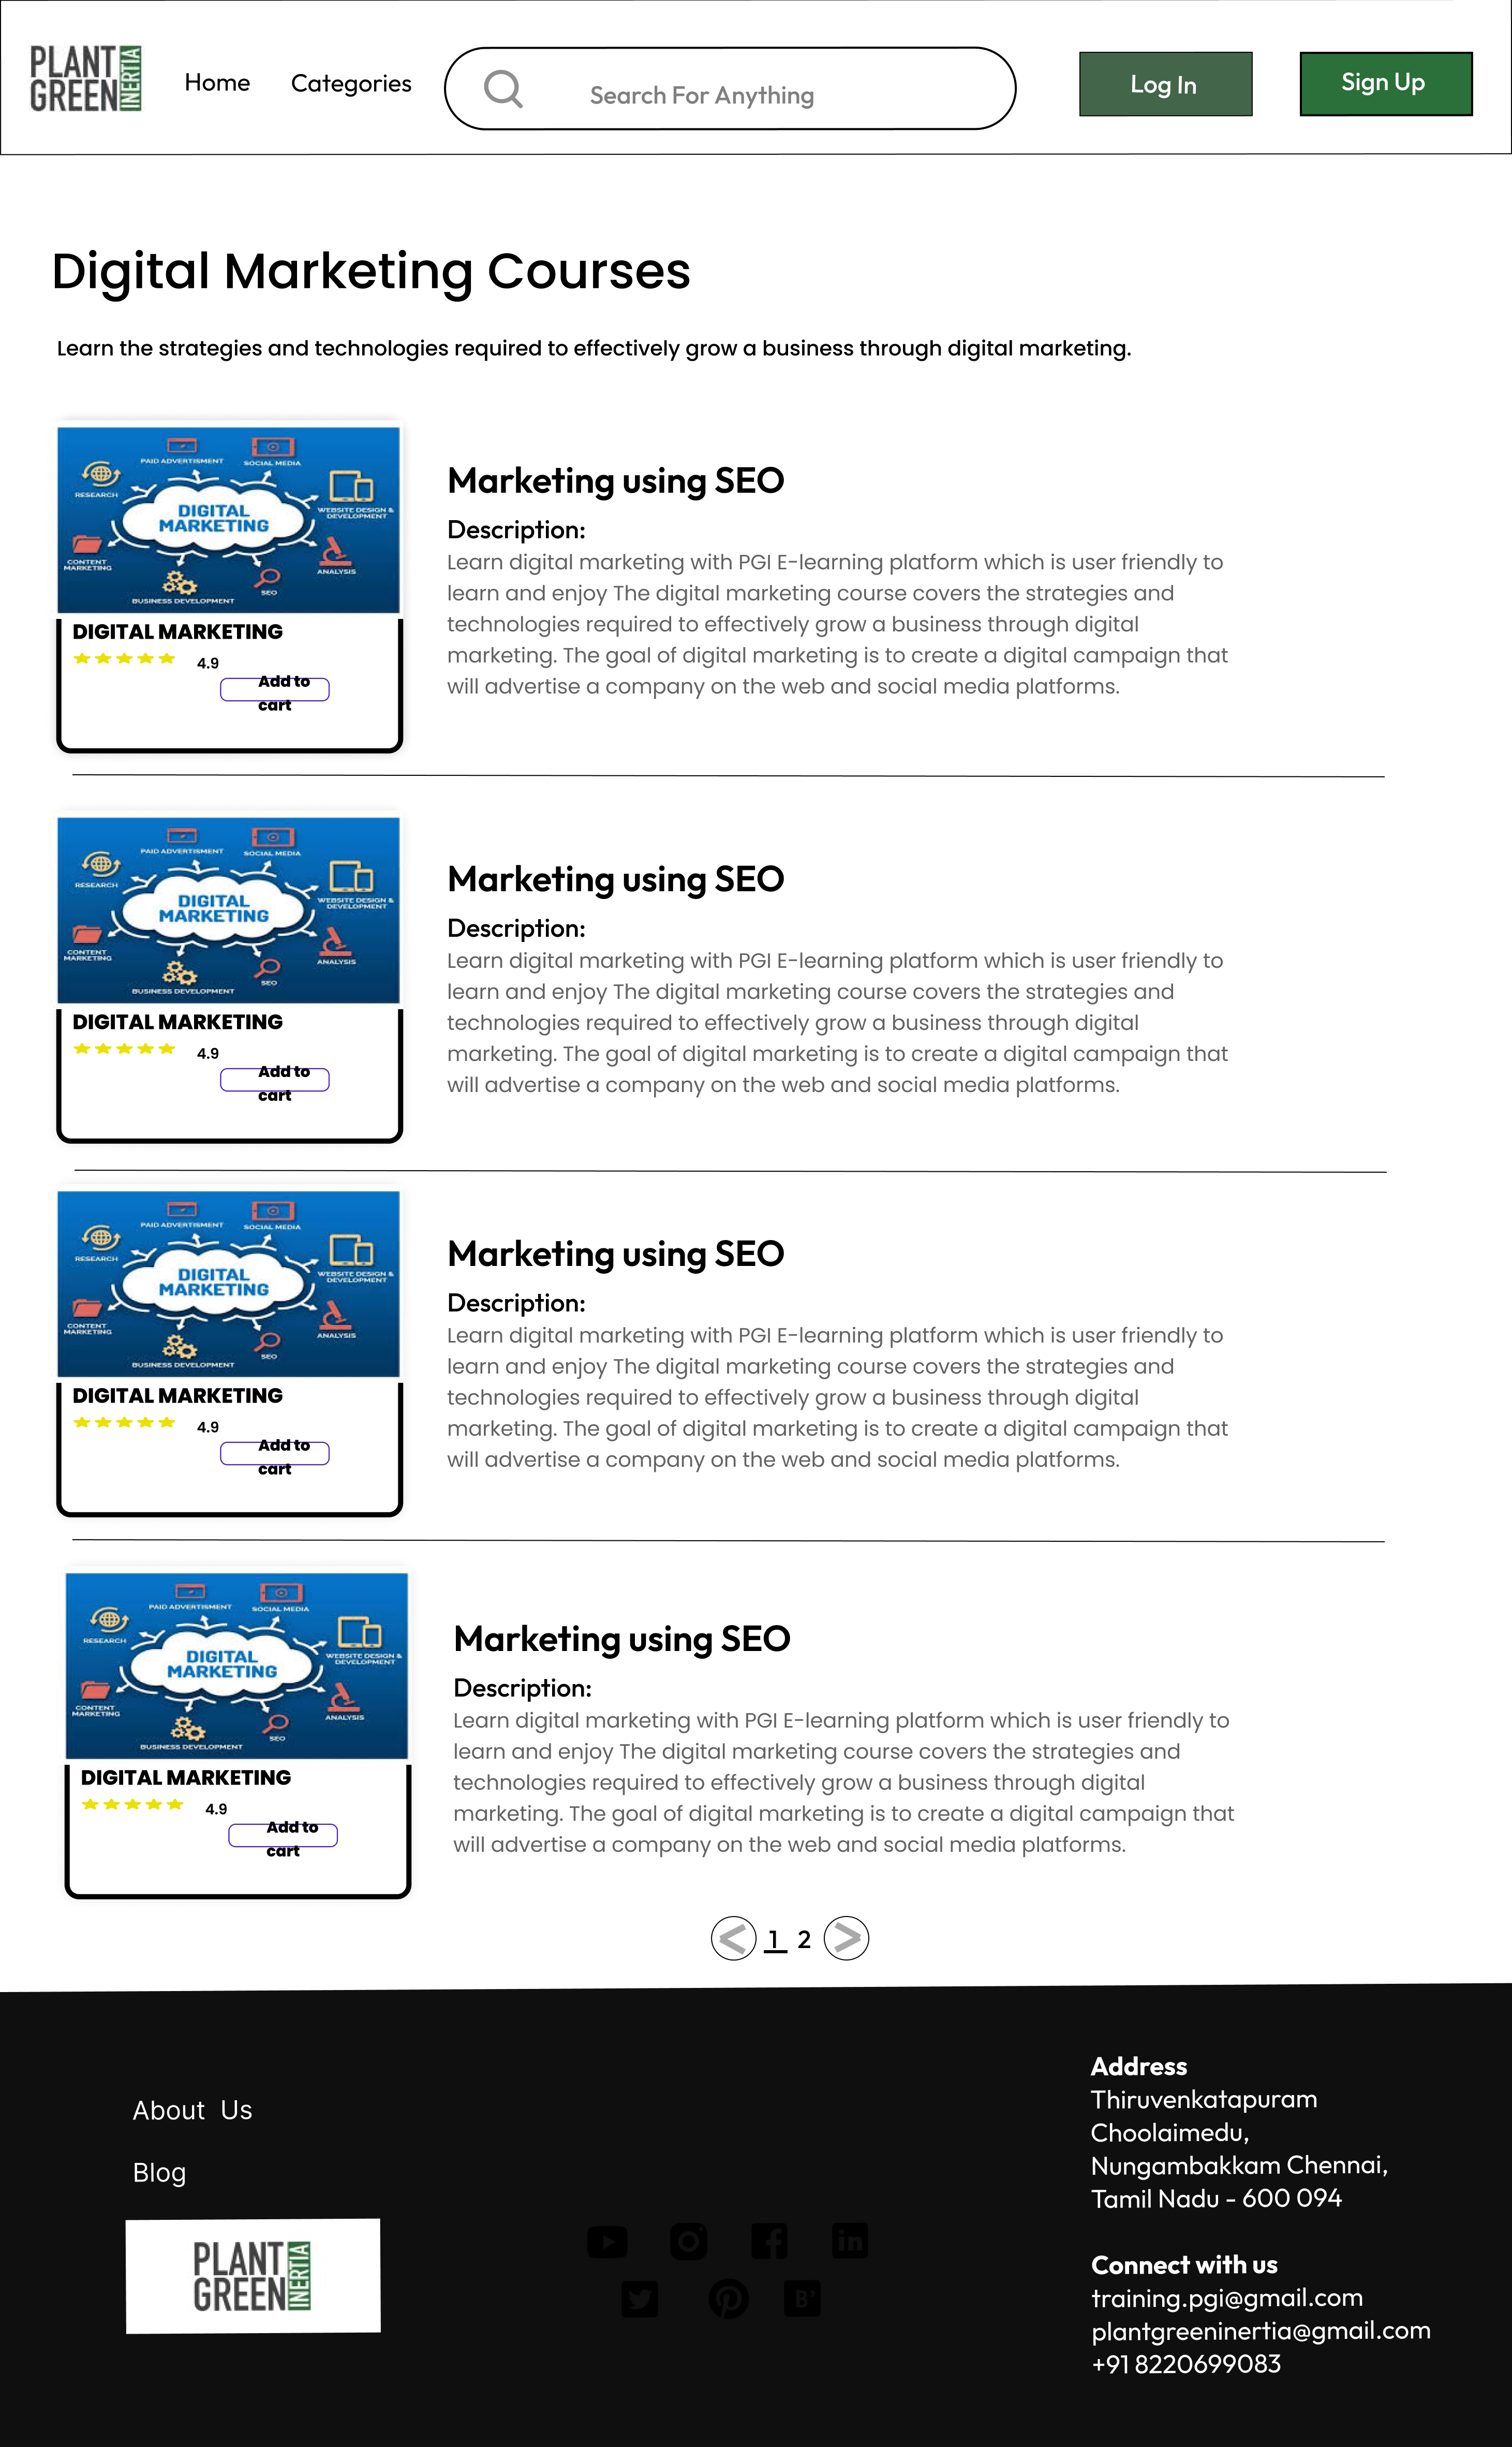 PLANT
GREEN
INERTIA
Home
Categories
Search For Anything
Log In
Sign Up
Digital Marketing Courses
Learn the strategies and technologies required to effectively grow a business through digital marketing.
PAID ADVERTISMENT
SOCIAL MEDIA
RESEARCH
WEBSITE DESIGN &
DEVELOPMENT
DIGITAL
MARKETING
CONTENT
MARKETING
ANALYSIS
SEO
BUSINESS DEVELOPMENT
DIGITAL MARKETING
4.9
Add to
cart
Marketing using SEO
Description:
Learn digital marketing with PGI E-learning platform which is user friendly to
learn and enjoy The digital marketing course covers the strategies and
technologies required to effectively grow a business through digital
marketing. The goal of digital marketing is to create a digital campaign that
will advertise a company on the web and social media platforms.
PAID ADVERTISMENT
SOCIAL MEDIA
RESEARCH
WEBSITE DESIGN &
DEVELOPMENT
DIGITAL
MARKETING
CONTENT
MARKETING
ANALYSIS
SEO
BUSINESS DEVELOPMENT
DIGITAL MARKETING
4.9
Add to
cart
Marketing using SEO
Description:
Learn digital marketing with PGI E-learning platform which is user friendly to
learn and enjoy The digital marketing course covers the strategies and
technologies required to effectively grow a business through digital
marketing. The goal of digital marketing is to create a digital campaign that
will advertise a company on the web and social media platforms.
PAID ADVERTISMENT
SOCIAL MEDIA
RESEARCH
WEBSITE DESIGN &
DEVELOPMENT
DIGITAL
MARKETING
CONTENT
MARKETING
ANALYSIS
SEO
BUSINESS DEVELOPMENT
DIGITAL MARKETING
4.9
Add to
cart
Marketing using SEO
Description:
Learn digital marketing with PGI E-learning platform which is user friendly to
learn and enjoy The digital marketing course covers the strategies and
technologies required to effectively grow a business through digital
marketing. The goal of digital marketing is to create a digital campaign that
will advertise a company on the web and social media platforms.
PAID ADVERTISMENT
SOCIAL MEDIA
RESEARCH
WEBSITE DESIGN &
DEVELOPMENT
DIGITAL
MARKETING
CONTENT
MARKETING
ANALYSIS
SEO
BUSINESS DEVELOPMENT
DIGITAL MARKETING
4.9
Add to
cart
Marketing using SEO
Description:
Learn digital marketing with PGI E-learning platform which is user friendly to
learn and enjoy The digital marketing course covers the strategies and
technologies required to effectively grow a business through digital
marketing. The goal of digital marketing is to create a digital campaign that
will advertise a company on the web and social media platforms.
< 1 2 >
About Us
Blog
PLANT
GREEN
INERTIA
Address
Thiruvenkatapuram
Choolaimedu,
Nungambakkam Chennai,
Tamil Nadu - 600 094
Connect with us
training.pgi@gmail.com
plantgreeninertia@gmail.com
+91 8220699083